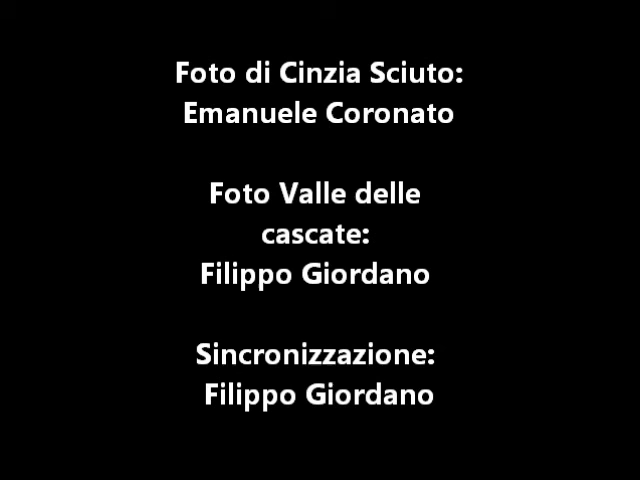 Foto di Cinzia Sciuto:
Emanuele Coronato
Foto Valle delle
cascate:
Filippo Giordano
Sincronizzazione:
Filippo Giordano